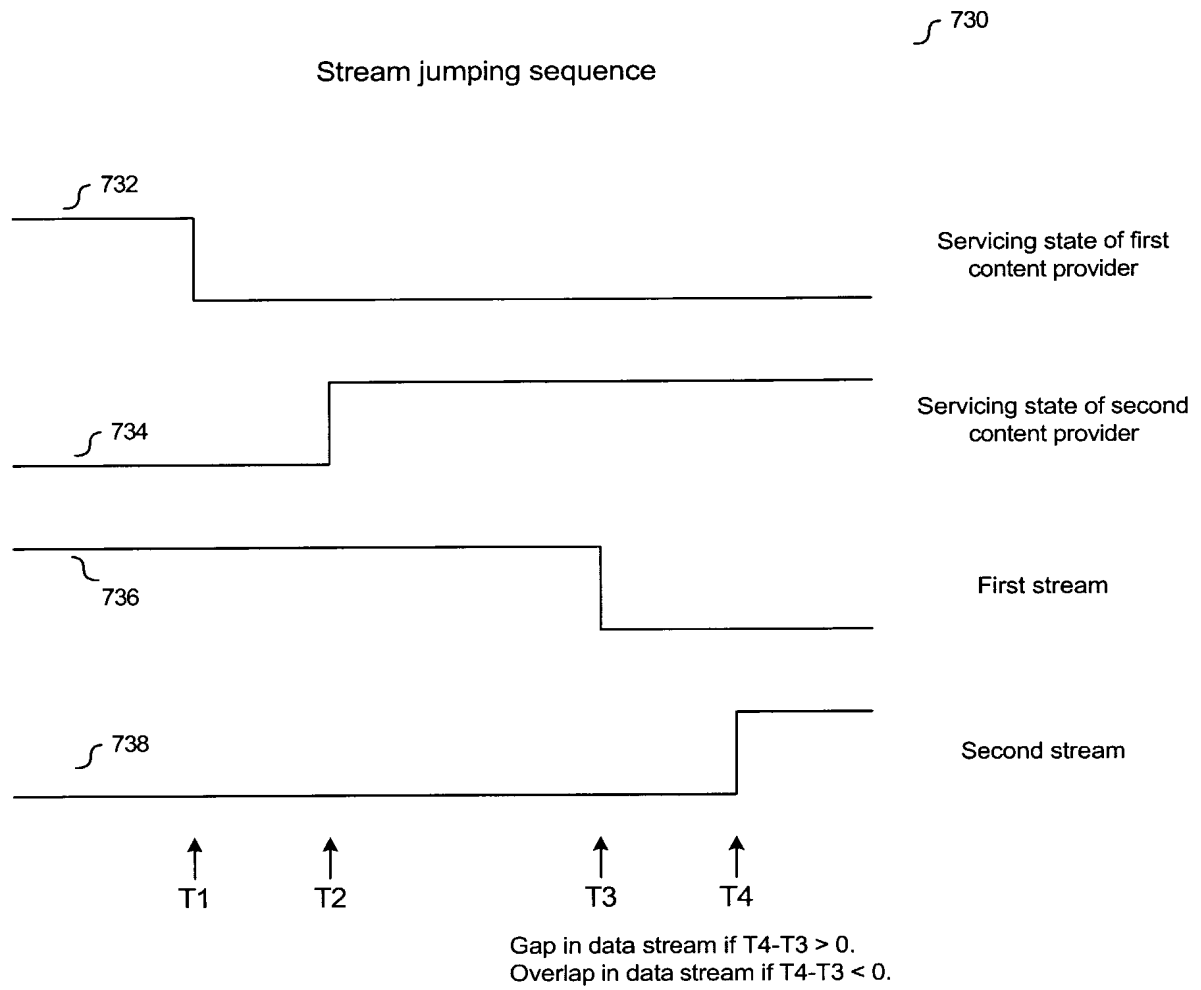 730
Stream jumping sequence
732
Servicing state of first
content provider
734
Servicing state of second
content provider
736
First stream
738
Second stream
T1 T2 T3 T4
Gap in data stream if T4-T3 > 0.
Overlap in data stream if T4-T3 < 0.